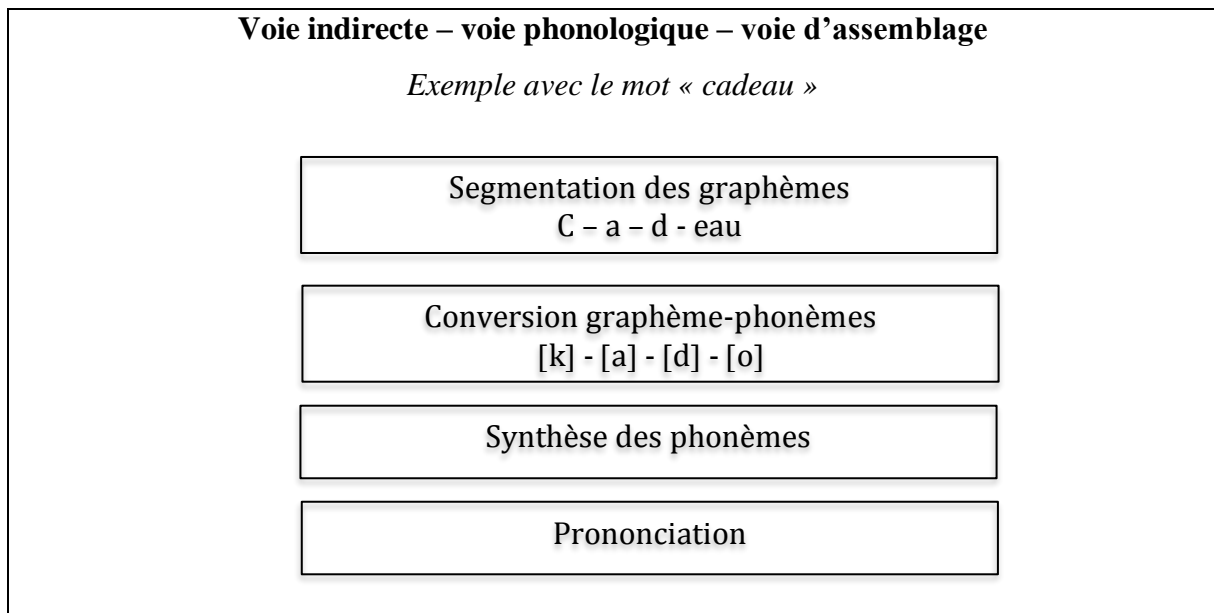 Voie indirecte – voie phonologique – voie d’assemblage
Exemple avec le mot « cadeau »
Segmentation des graphèmes
C – a – d - eau
Conversion graphème-phonèmes
[k] - [a] - [d] - [o]
Synthèse des phonèmes
Prononciation